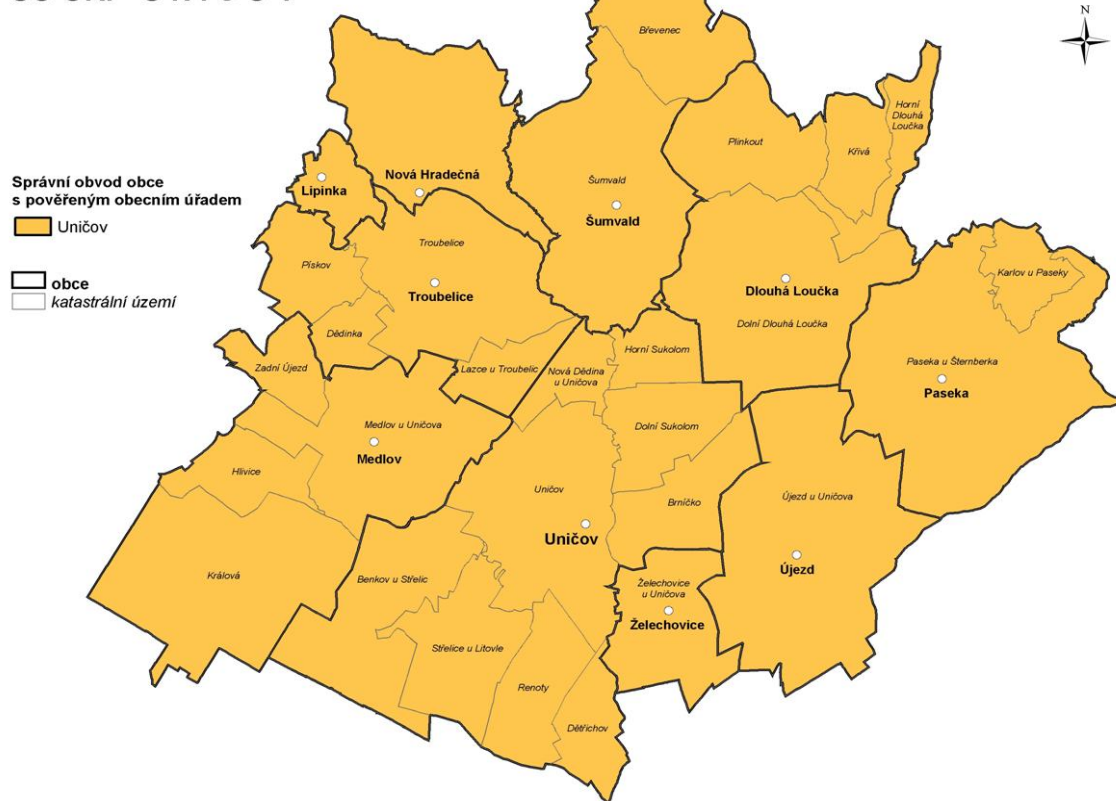 N
Břevenec
Horní
Dlouhá
Loučka
Plinkout
Křivá
Správní obvod obce
s pověřeným obecním úřadem
Uničov
obce
katastrální území
Lipinka
Nová Hradečná
Šumvald
Šumvald
Troubelice
Troubelice
Pískov
Dědinka
Karlov u Paseky
Dlouhá Loučka
Dolní Dlouhá Loučka
Zadní Újezd
Lazce u Troubelic
Nová Dědina
u Uničova
Horní Sukolom
Paseka u Šternberka
Paseka
Medlov u Uničova
Medlov
Dolní Sukolom
Hlivice
Uničov
Uničov
Brníčko
Újezd u Uničova
Újezd
Králová
Benkov u Střelic
Želechovice
u Uničova
Želechovice
Střelice u Litovle
Renoty
Dětřichov